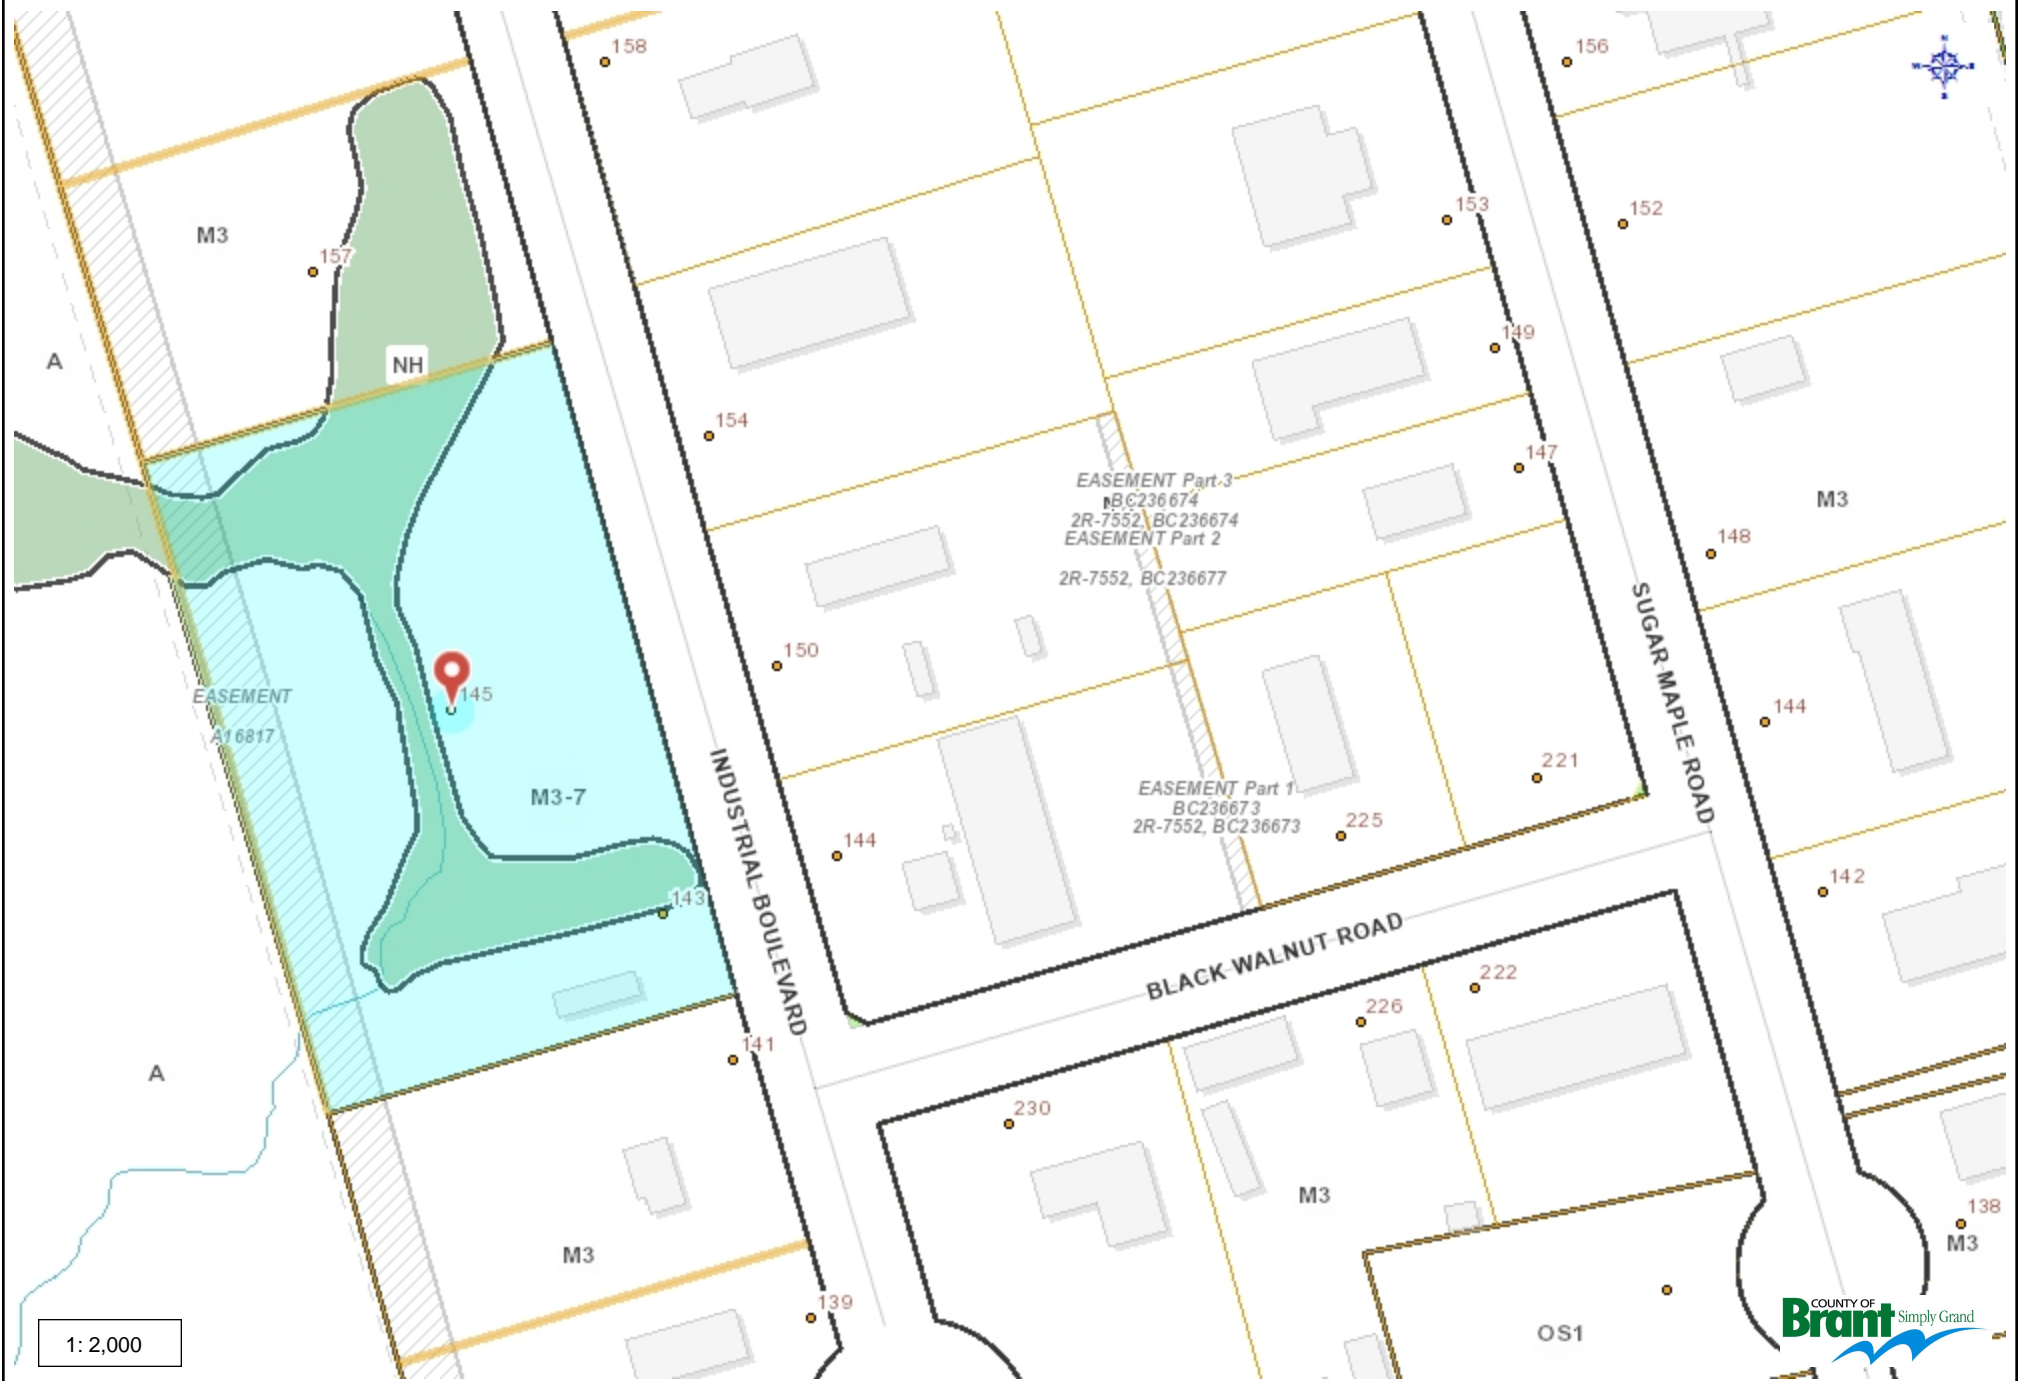 158
156
N
W
E
S
M3
157
153
152
A
149
NH
154
147
EASEMENT Part 3
BC236674
2R-7552, BC236674
EASEMENT Part 2
2R-7552, BC236677
M3
148
150
145
EASEMENT
A16817
SUGAR MAPLE ROAD
144
INDUSTRIAL BOULEVARD
M3-7
221
EASEMENT Part 1
BC236673
2R-7552, BC236673
225
144
142
143
BLACK WALNUT ROAD
222
226
141
A
230
M3
138
M3
M3
139
OS1
1: 2,000
COUNTY OF
Brant Simply Grand